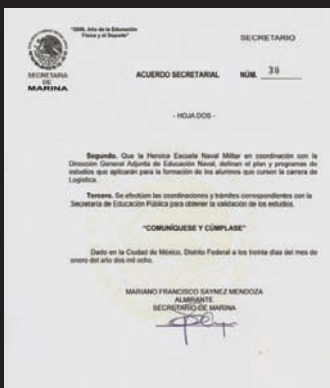 "2008, Año de la Educación
Física y el Deporte"
SECRETARIO
SECRETARIA
DE
MARINA
ACUERDO SECRETARIAL NÚM. 30
- HOJA DOS -
Segundo. Que la Heroica Escuela Naval Militar en coordinación con la
Dirección General Adjunta de Educación Naval, definan el plan y programas de
estudios que aplicarán para la formación de los alumnos que cursen la carrera de
Logística.
Tercero. Se efectúen las coordinaciones y trámites correspondientes con la
Secretaría de Educación Pública para obtener la validación de los estudios.
"COMUNÍQUESE Y CÚMPLASE"
Dado en la Ciudad de México, Distrito Federal a los treinta días del mes de
enero del año dos mil ocho.
MARIANO FRANCISCO SAYNEZ MENDOZA
ALMIRANTE
SECRETARIO DE MARINA